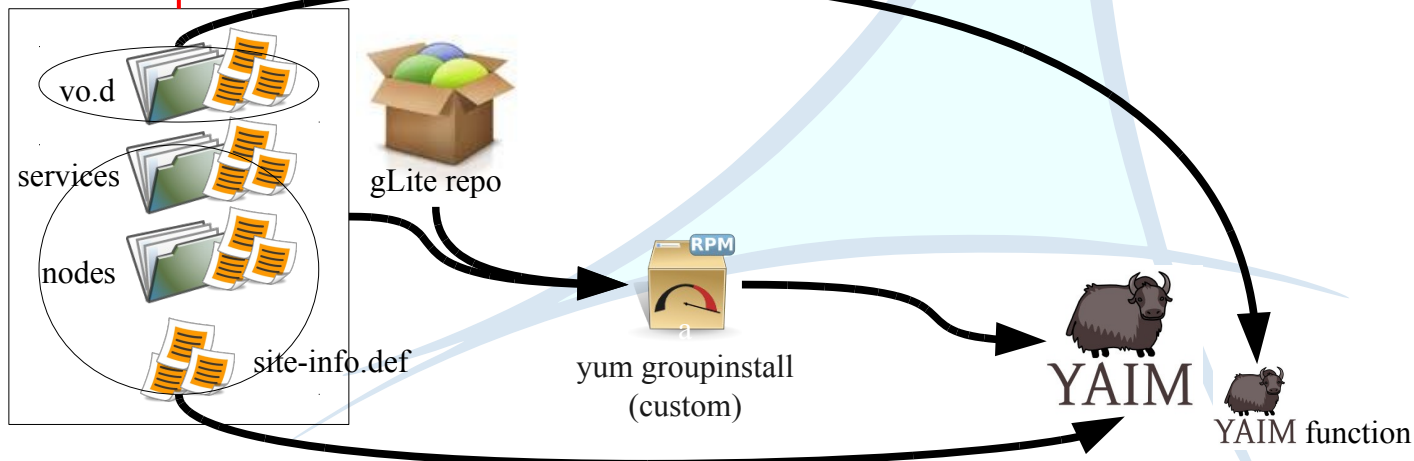 vo.d
services
gLite repo
nodes
RPM
a
site-info.def
yum groupinstall
(custom)
YAIM
YAIM function